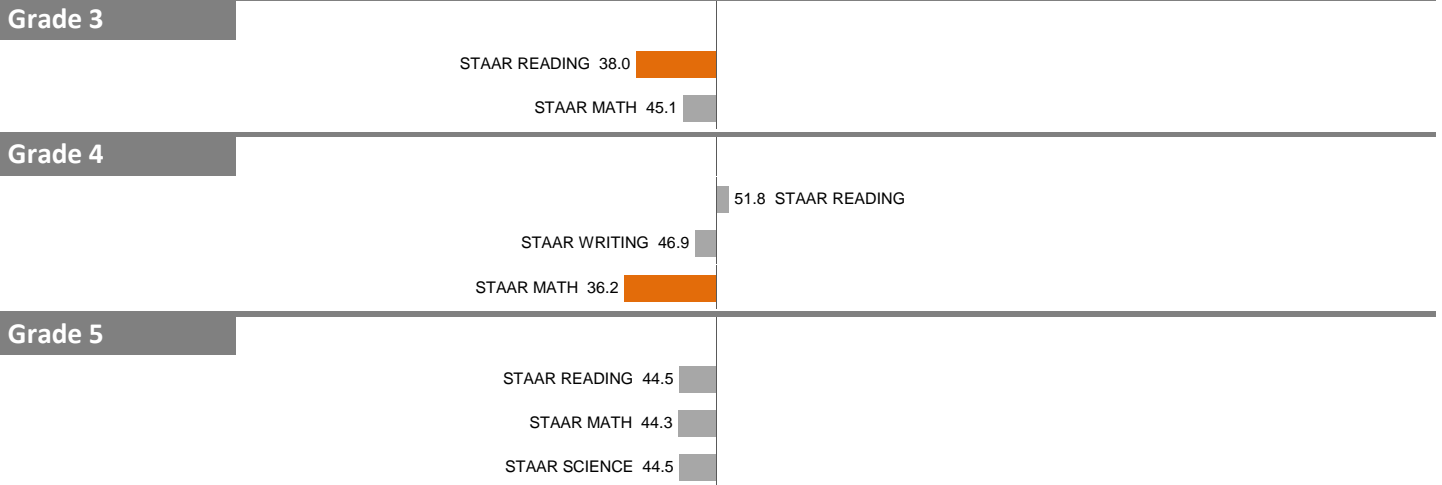 Grade 3
STAAR READING 38.0
STAAR MATH 45.1
Grade 4
51.8 STAAR READING
STAAR WRITING 46.9
STAAR MATH 36.2
Grade 5
STAAR READING 44.5
STAAR MATH 44.3
STAAR SCIENCE 44.5